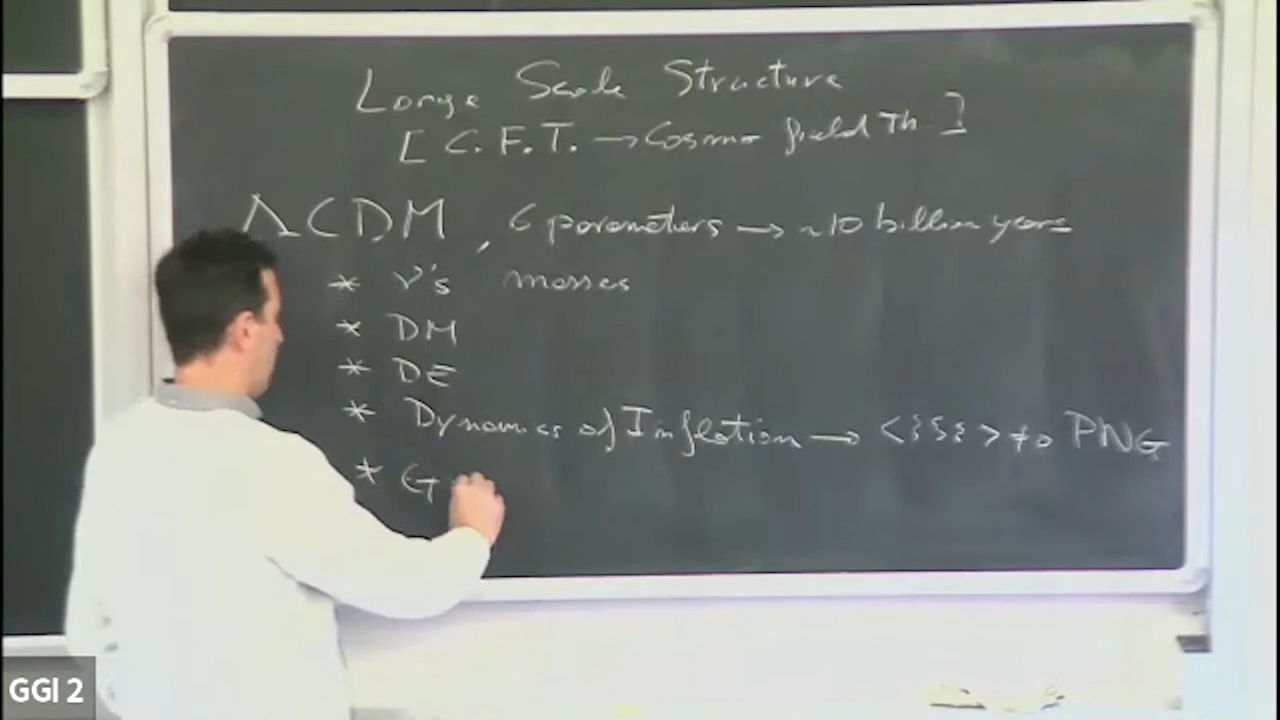 Large Scale Structure
[ C.F.T. → Cosmo field Th. ]
ΛCDM, 6 parameters → ~10 billion years
* ν's masses
* DM
* DE
* Dynamics of Inflation → <ζζζ> ≠0 PNG
* G
GGI 2